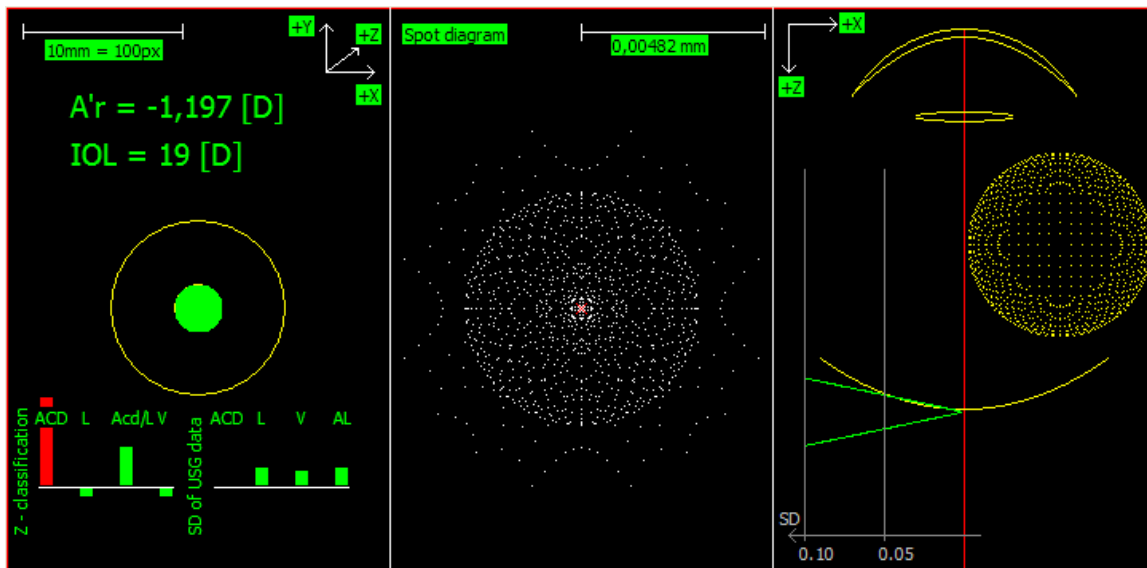 10mm = 100px
+Y
+Z
+X
A'r = -1,197 [D]
IOL = 19 [D]
ACD L Acd/L V
Z - classification
ACD L V AL
SD of USG data
Spot diagram
0,00482 mm
+X
+Z
SD
0.10 0.05